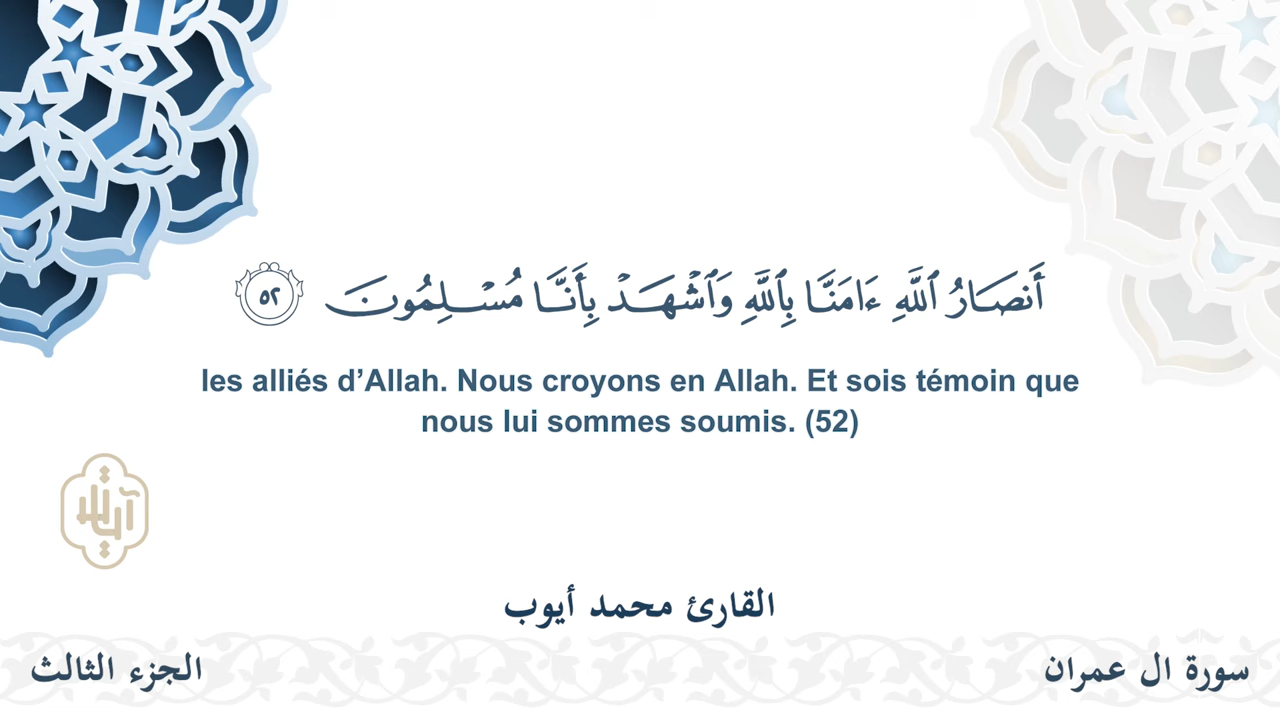 أَنصَارُ ٱللَّهِ ءَامَنَّا بِٱللَّهِ وَٱشْهَدْ بِأَنَّا مُسْلِمُونَ ٥٢
les alliés d’Allah. Nous croyons en Allah. Et sois témoin que
nous lui sommes soumis. (52)
القارئ محمد أيوب
سورة ال عمران
الجزء الثالث